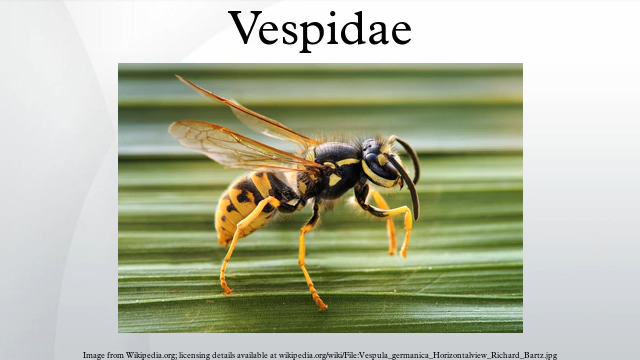 Vespidae
Image from Wikipedia.org; licensing details available at wikipedia.org/wiki/File:Vespula_germanica_Horizontalview_Richard_Bartz.jpg